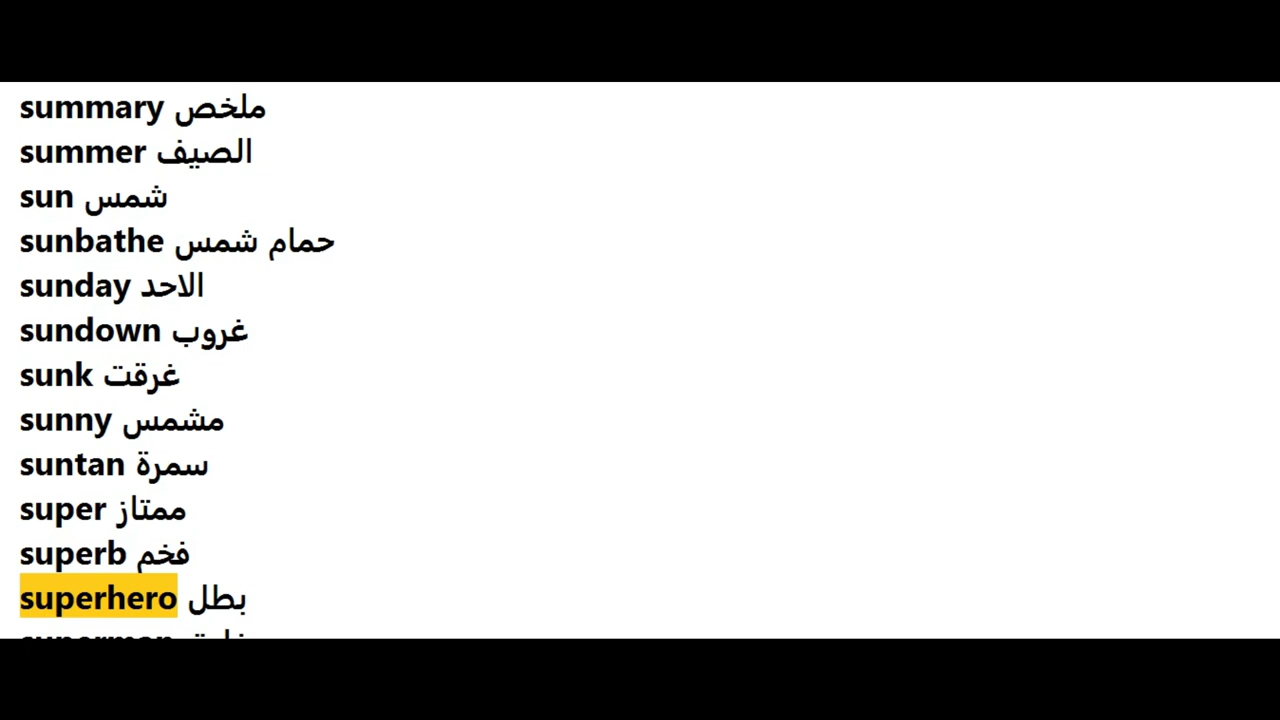 summary ملخص
summer الصيف
sun شمس
sunbathe حمام شمس
sunday الاحد
sundown غروب
sunk غرقت
sunny مشمس
suntan سمرة
super ممتاز
superb فخم
superhero بطل